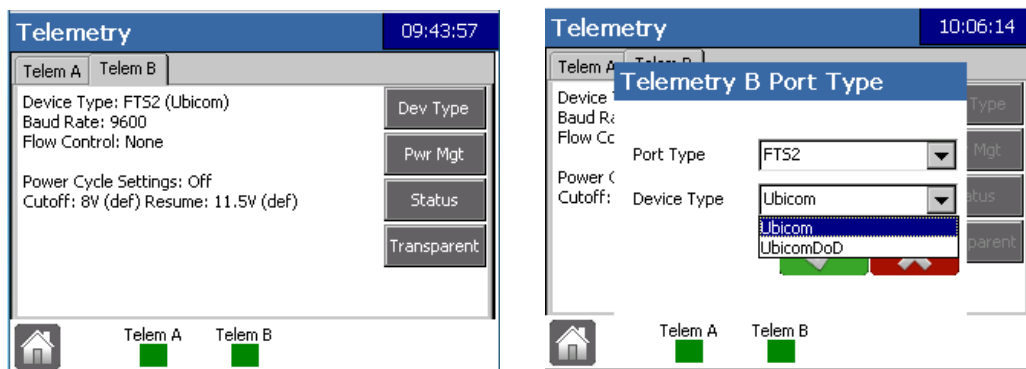 Telemetry 09:43:57
Telem A Telem B
Device Type: FTS2 (Ubicom)
Baud Rate: 9600
Flow Control: None
Power Cycle Settings: Off
Cutoff: 8V (def) Resume: 11.5V (def)
Dev Type
Pwr Mgt
Status
Transparent
Telem A Telem B
Telemetry 10:06:14
Telem A
Telemetry B Port Type
Device
Baud
Flow
Power
Cutoff:
Port Type FTS2
Device Type Ubicom
Ubicom
UbicomDoD
Type
Mgt
Telem A Telem B